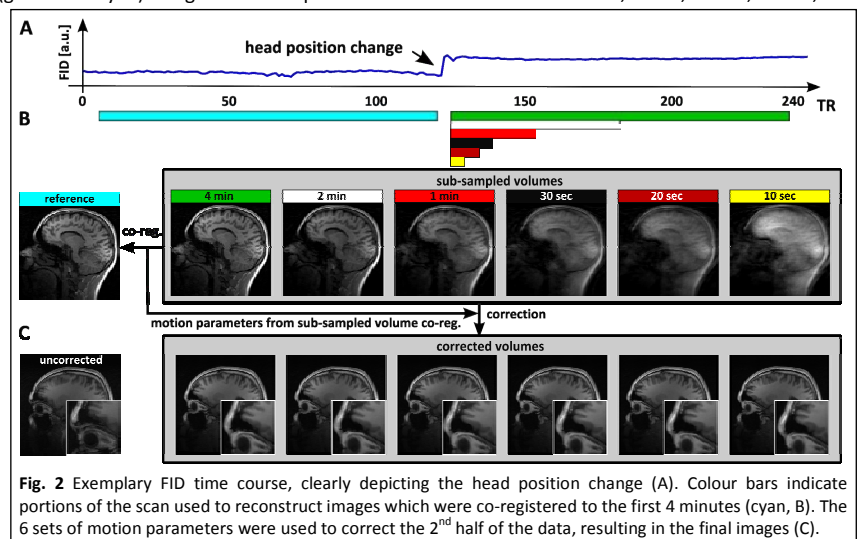 A
FID [a.u.]
head position change
0 50 100 150 200 240 TR
B
sub-sampled volumes
reference 4 min 2 min 1 min 30 sec 20 sec 10 sec
co-reg.
motion parameters from sub-sampled volume co-reg. correction
C
corrected volumes
uncorrected
Fig. 2 Exemplary FID time course, clearly depicting the head position change (A). Colour bars indicate
portions of the scan used to reconstruct images which were co-registered to the first 4 minutes (cyan, B). The
6 sets of motion parameters were used to correct the 2nd half of the data, resulting in the final images (C).